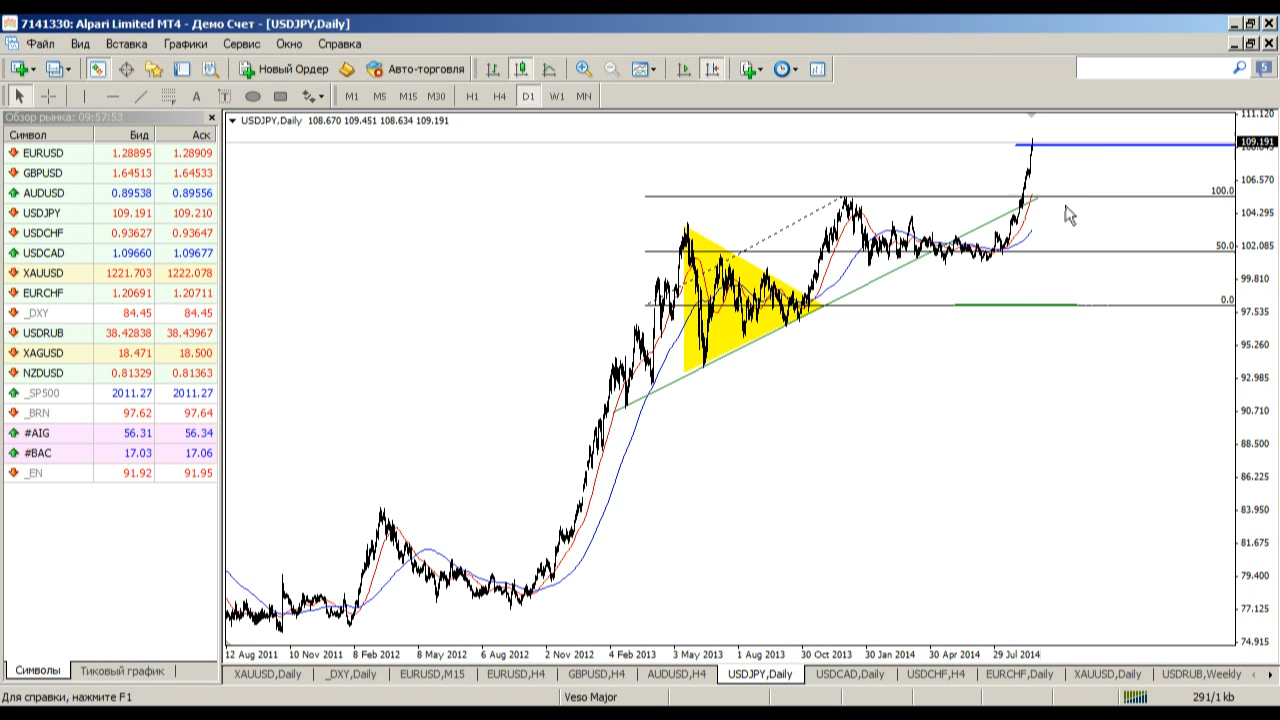 7141330: Alpari Limited MT4 - Демо Счет - [USDJPY,Daily]
Файл Вид Вставка Графики Сервис Окно Справка
Новый Ордер Авто-торговля 5
A T M1 M5 M15 M30 H1 H4 D1 W1 MN
Обзор рынка: 09:57:53
Символ Бид Аск
EURUSD 1.28895 1.28909
GBPUSD 1.64513 1.64533
AUDUSD 0.89538 0.89556
USDJPY 109.191 109.210
USDCHF 0.93627 0.93647
USDCAD 1.09660 1.09677
XAUUSD 1221.703 1222.078
EURCHF 1.20691 1.20711
_DXY 84.45 84.45
USDRUB 38.42838 38.43967
XAGUSD 18.471 18.500
NZDUSD 0.81329 0.81363
_SP500 2011.27 2011.27
_BRN 97.62 97.64
#AIG 56.31 56.34
#BAC 17.03 17.06
_EN 91.92 91.95
Символы Тиковый график
USDJPY,Daily 108.670 109.451 108.634 109.191
100.0
50.0
0.0
111.120
109.191
106.570
104.295
102.085
99.810
97.535
95.260
92.985
90.710
88.500
86.225
83.950
81.675
79.400
77.125
74.915
12 Aug 2011 10 Nov 2011 8 Feb 2012 8 May 2012 6 Aug 2012 2 Nov 2012 4 Feb 2013 3 May 2013 1 Aug 2013 30 Oct 2013 30 Jan 2014 30 Apr 2014 29 Jul 2014
XAUUSD,Daily _DXY,Daily EURUSD,M15 EURUSD,H4 GBPUSD,H4 AUDUSD,H4 USDJPY,Daily USDCAD,Daily USDCHF,H4 EURCHF,Daily XAUUSD,Daily USDRUB,Weekly
Для справки, нажмите F1 Veso Major 291/1 kb